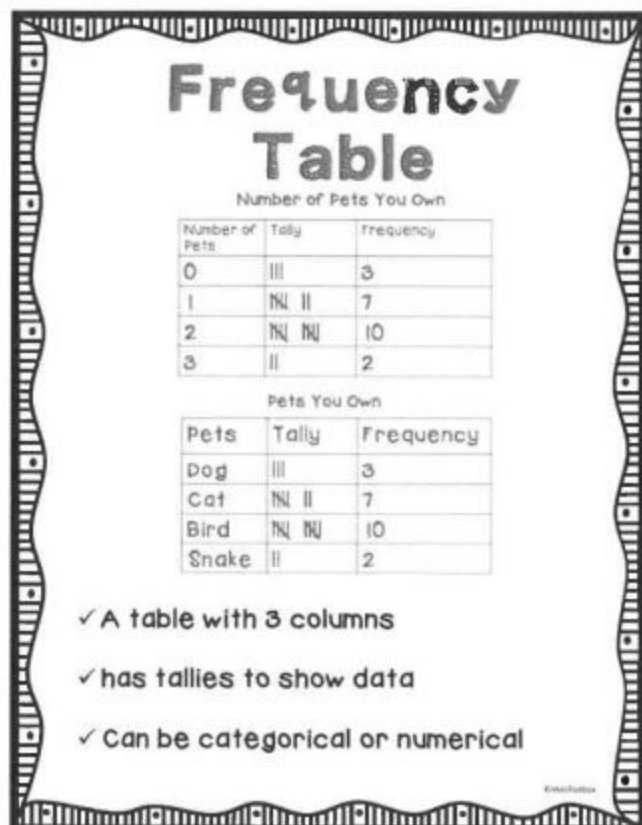 Frequency
Table
Number of Pets You Own
Number of Pets Tally Frequency
0 ||| 3
1 𝍸 || 7
2 𝍸 𝍸 10
3 || 2
Pets You Own
Pets Tally Frequency
Dog ||| 3
Cat 𝍸 || 7
Bird 𝍸 𝍸 10
Snake || 2
✓ A table with 3 columns
✓ has tallies to show data
✓ Can be categorical or numerical